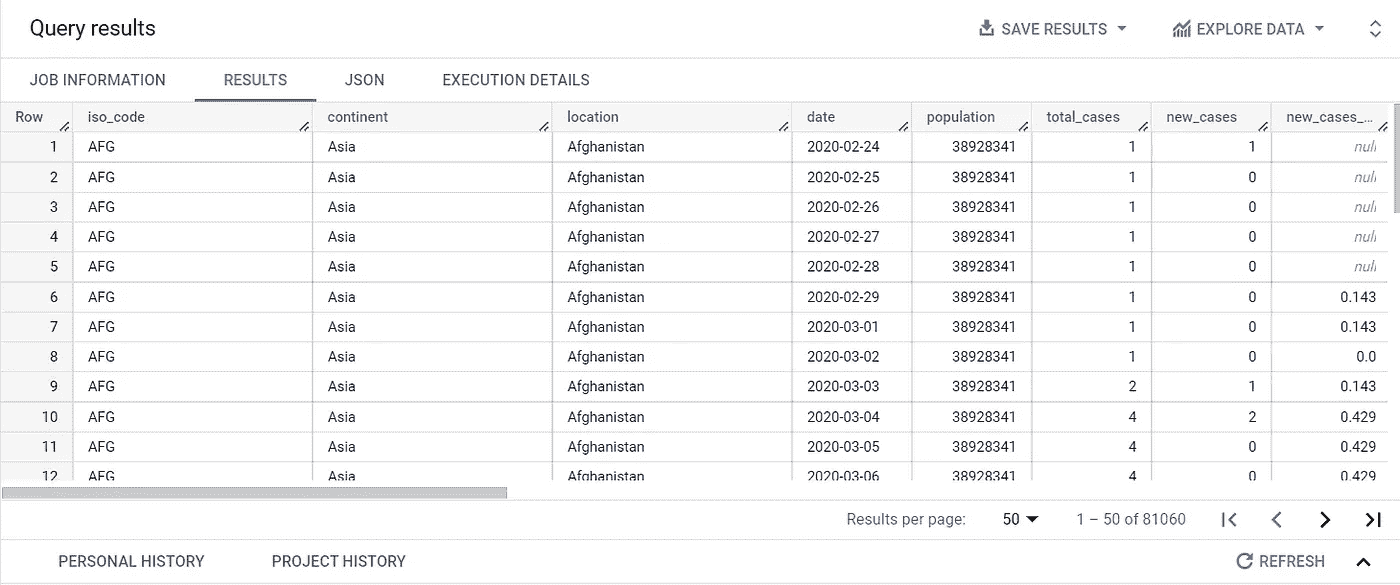 Query results SAVE RESULTS EXPLORE DATA
JOB INFORMATION RESULTS JSON EXECUTION DETAILS
Row iso_code continent location date population total_cases new_cases new_cases_...
1 AFG Asia Afghanistan 2020-02-24 38928341 1 1 null
2 AFG Asia Afghanistan 2020-02-25 38928341 1 0 null
3 AFG Asia Afghanistan 2020-02-26 38928341 1 0 null
4 AFG Asia Afghanistan 2020-02-27 38928341 1 0 null
5 AFG Asia Afghanistan 2020-02-28 38928341 1 0 null
6 AFG Asia Afghanistan 2020-02-29 38928341 1 0 0.143
7 AFG Asia Afghanistan 2020-03-01 38928341 1 0 0.143
8 AFG Asia Afghanistan 2020-03-02 38928341 1 0 0.0
9 AFG Asia Afghanistan 2020-03-03 38928341 2 1 0.143
10 AFG Asia Afghanistan 2020-03-04 38928341 4 2 0.429
11 AFG Asia Afghanistan 2020-03-05 38928341 4 0 0.429
12 AFG Asia Afghanistan 2020-03-06 38928341 4 0 0.429
Results per page: 50 1 – 50 of 81060
PERSONAL HISTORY PROJECT HISTORY REFRESH